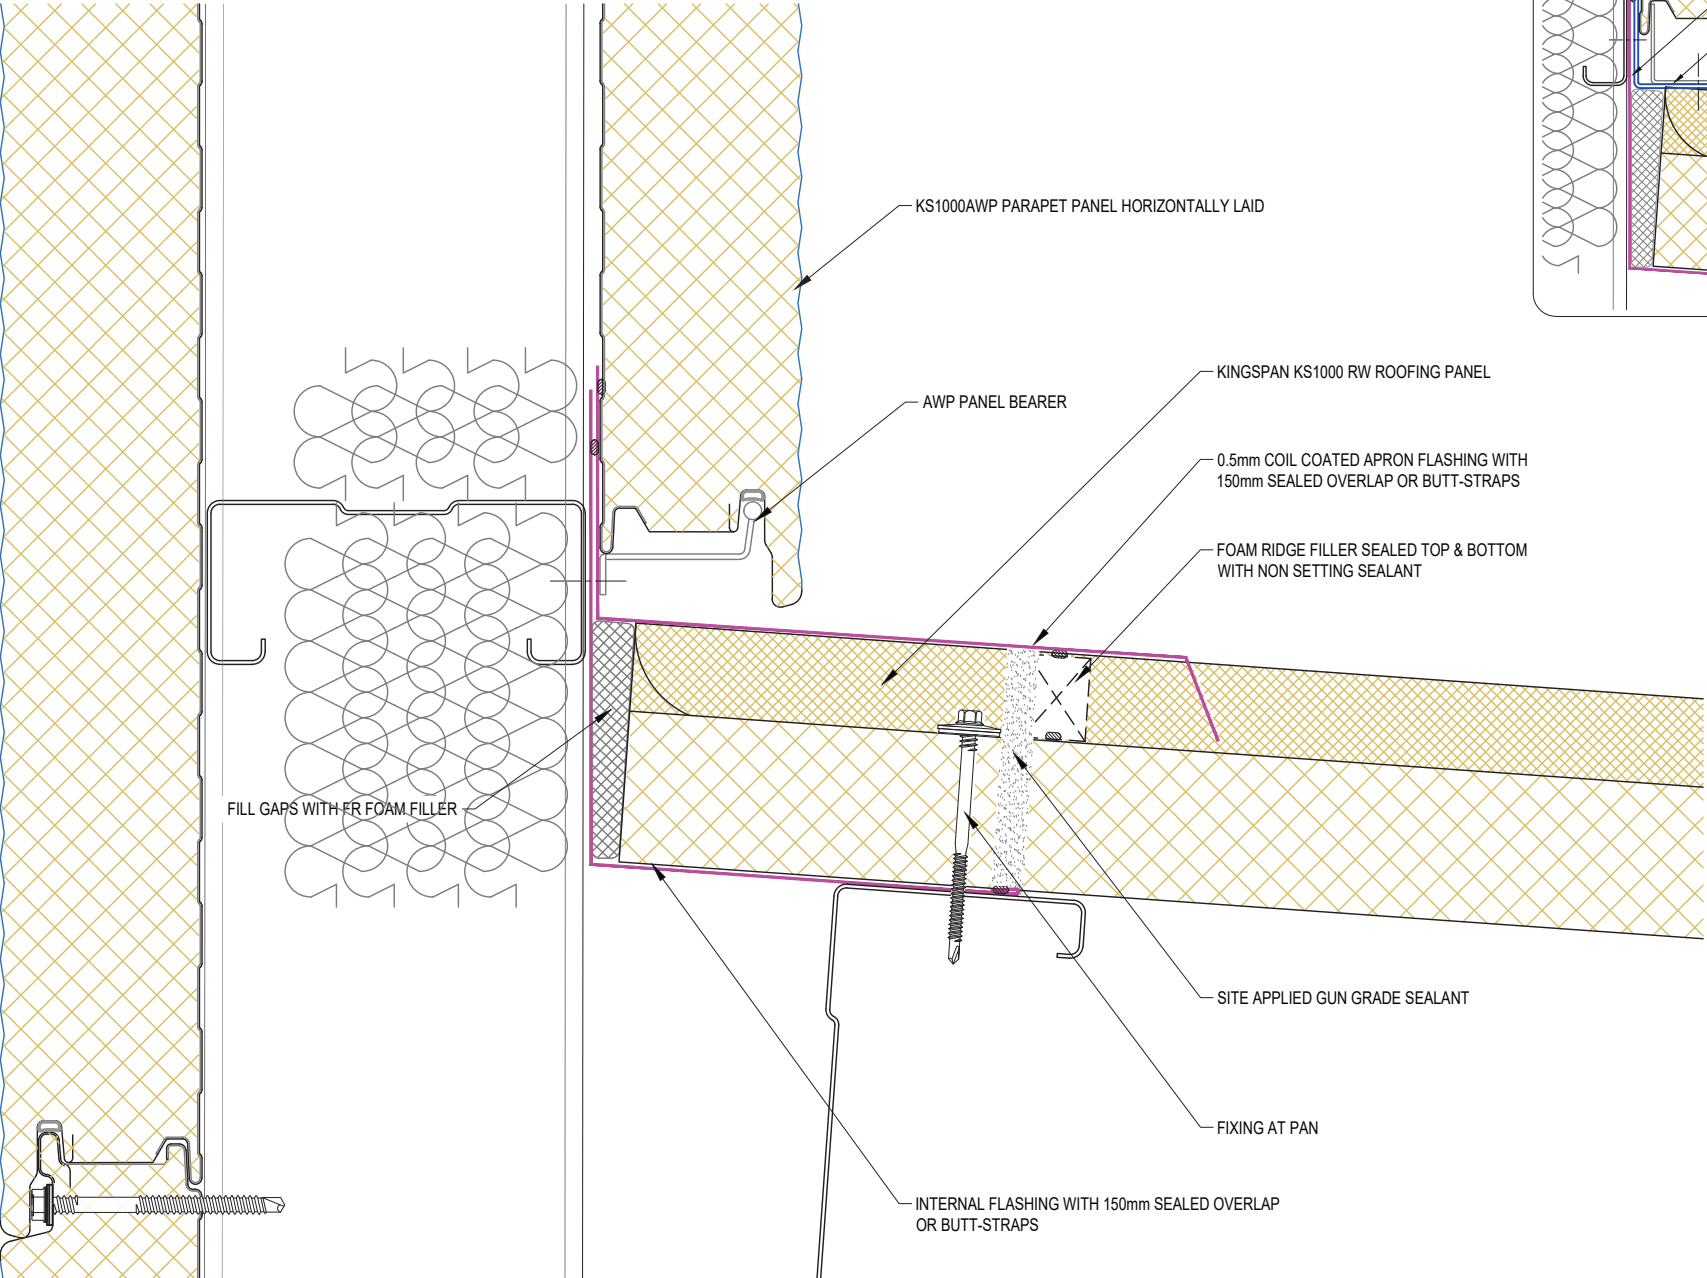 KS1000AWP PARAPET PANEL HORIZONTALLY LAID
KINGSPAN KS1000 RW ROOFING PANEL
AWP PANEL BEARER
0.5mm COIL COATED APRON FLASHING WITH
150mm SEALED OVERLAP OR BUTT-STRAPS
FOAM RIDGE FILLER SEALED TOP & BOTTOM
WITH NON SETTING SEALANT
FILL GAPS WITH FR FOAM FILLER
SITE APPLIED GUN GRADE SEALANT
FIXING AT PAN
INTERNAL FLASHING WITH 150mm SEALED OVERLAP
OR BUTT-STRAPS